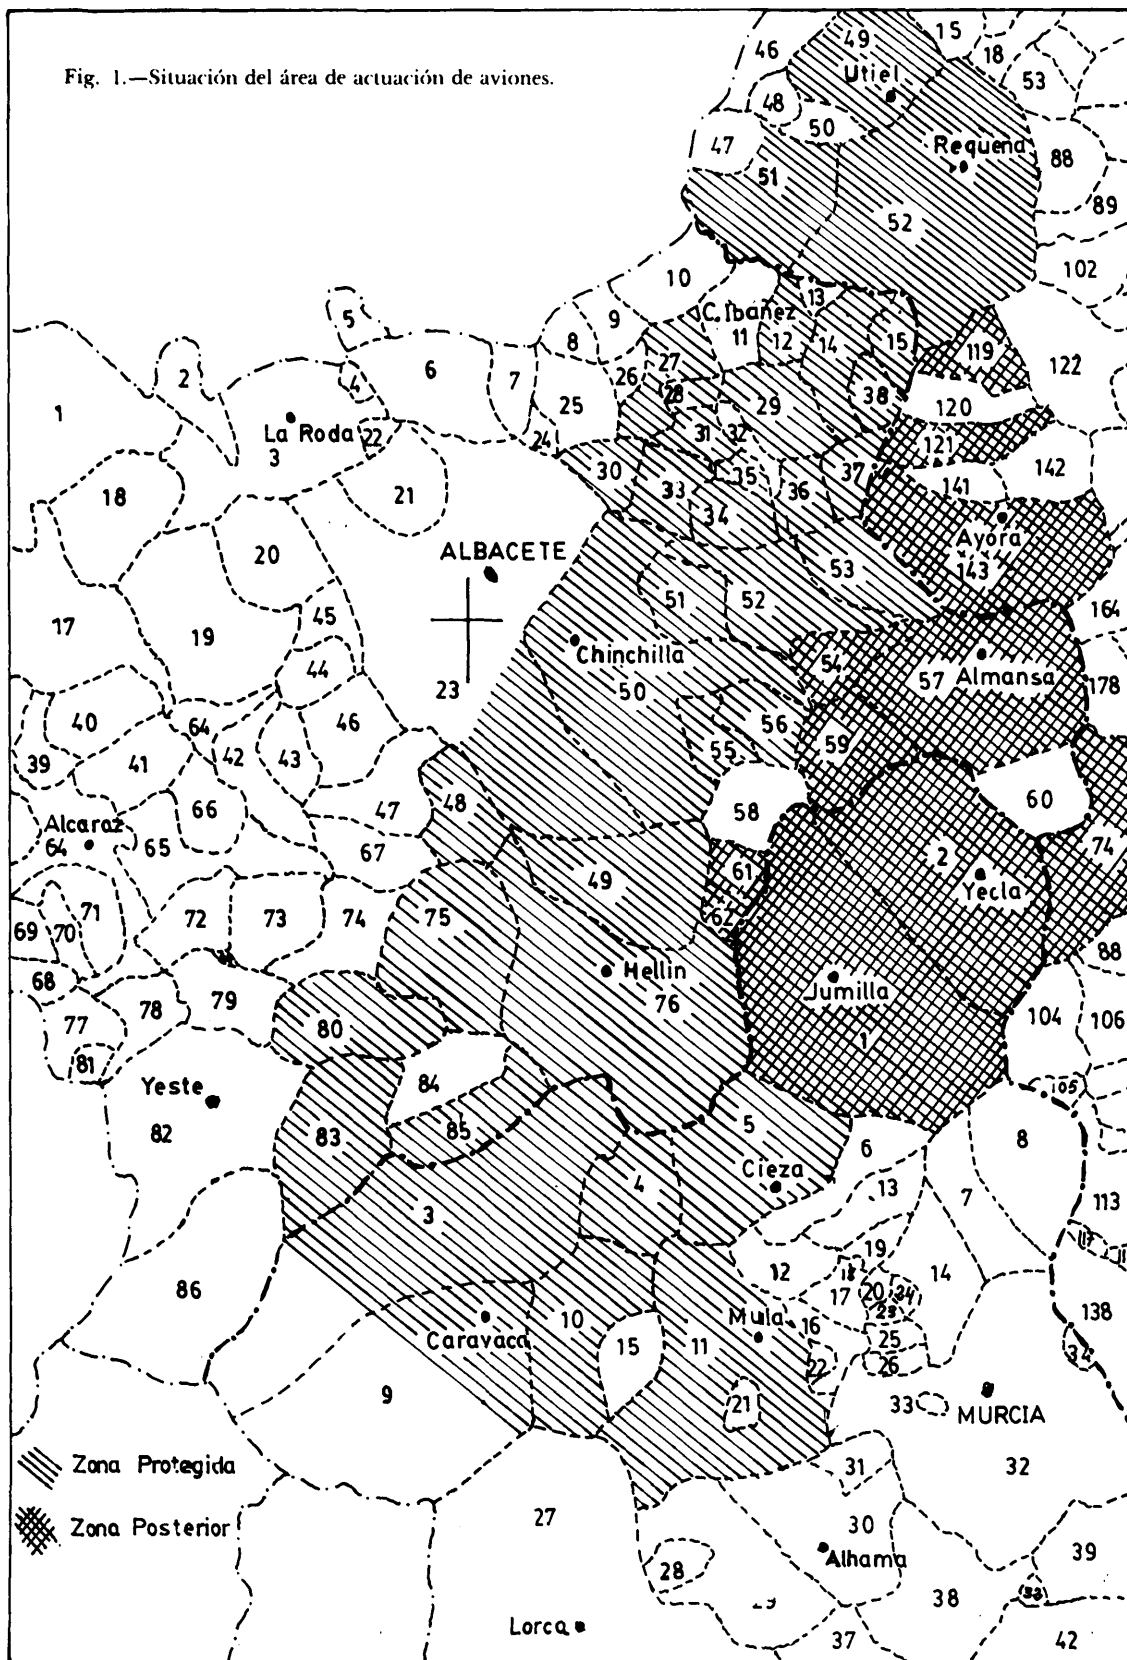 Fig. 1.—Situación del área de actuación de aviones.
46 49 15 18
Utiel 53
48 50
47 Requena 88
51 89
52
10 102
5 13
C. Ibañez
8 9 11 12 14 15 119
2 6 27 122
4 7 26 28 38
1 25 29 120
La Roda 22 24 31 32 121
3 30 35 37 142
18 21 33 36 141
34 Ayora
20 ALBACETE 53 143
51 52
45 164
17 19 Chinchilla 54
44 57 Almansa 178
23 50
40 64 46 56
39 41 42 43 55 59
47 48 58 60
66
Alcaraz
64 65 67 2 74
49 61 Yecla
71 72 73 74 75 62
69 70 88
68 Hellin Jumilla
77 78 79 80 76 104 106
81 1
84 105
Yeste
82 83 85 5 6 8
Cieza
4 13 7 113
3 19 117
86 12 18 14
17 20 24
10 Mula 23 138
Caravaca 15 11 16 25
22 26 34
9 21 33 MURCIA
Zona Protegida 31 32
Zona Posterior 27 30
Alhama 39
28
29 38
Lorca 37 42